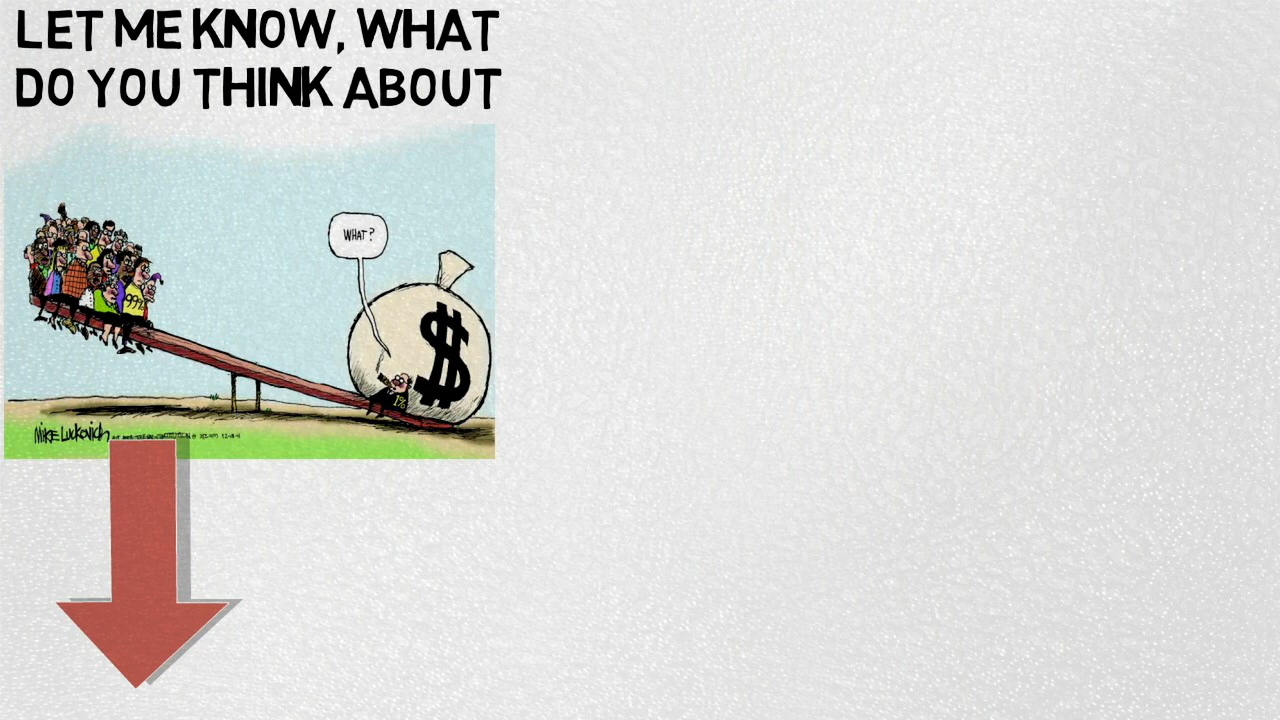 LET ME KNOW, WHAT
DO YOU THINK ABOUT
WHAT?
99%
$
1%
MIKE LUCKOVICH